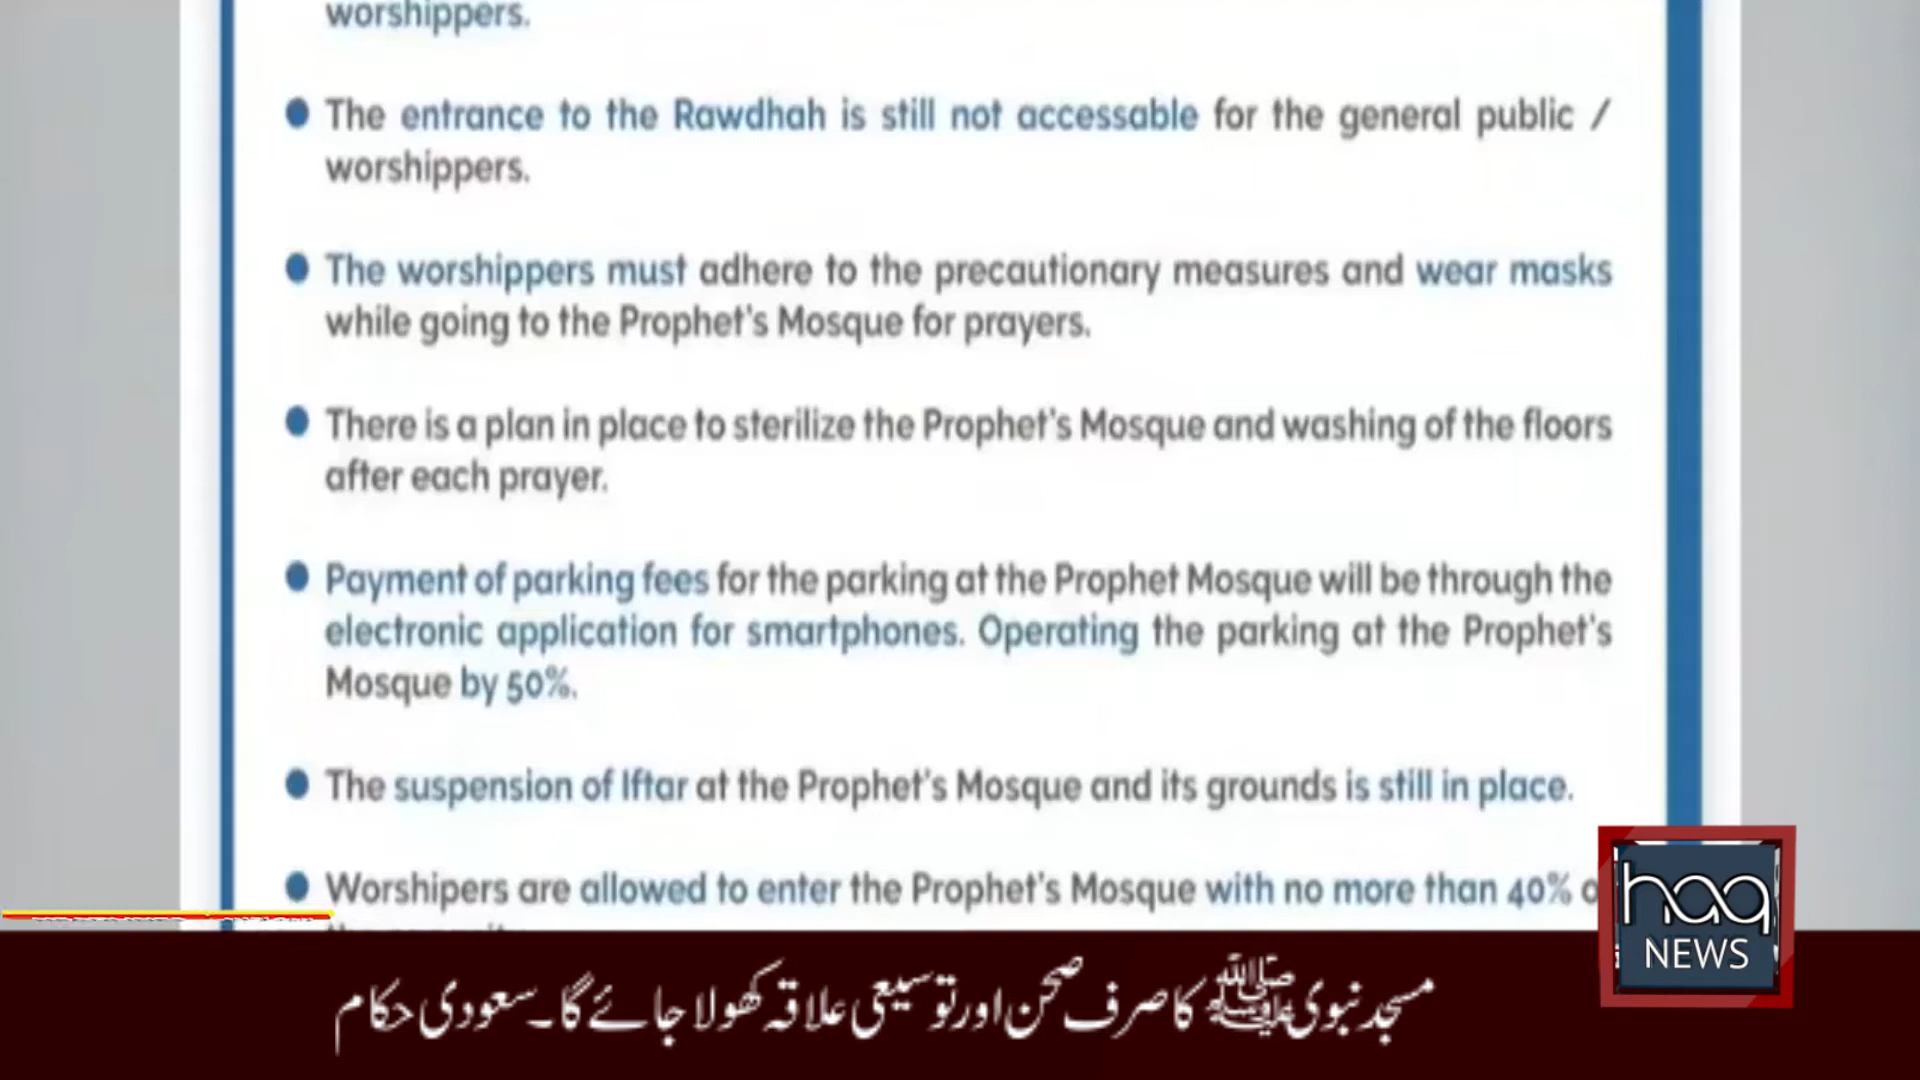 worshippers.
The entrance to the Rawdhah is still not accessable for the general public /
worshippers.
The worshippers must adhere to the precautionary measures and wear masks
while going to the Prophet's Mosque for prayers.
There is a plan in place to sterilize the Prophet's Mosque and washing of the floors
after each prayer.
Payment of parking fees for the parking at the Prophet Mosque will be through the
electronic application for smartphones. Operating the parking at the Prophet's
Mosque by 50%.
The suspension of Iftar at the Prophet's Mosque and its grounds is still in place.
Worshipers are allowed to enter the Prophet's Mosque with no more than 40%
haq
NEWS
مسجد نبوی ﷺ کا صرف صحن اور توسیعی علاقہ کھولا جائے گا۔ سعودی حکام